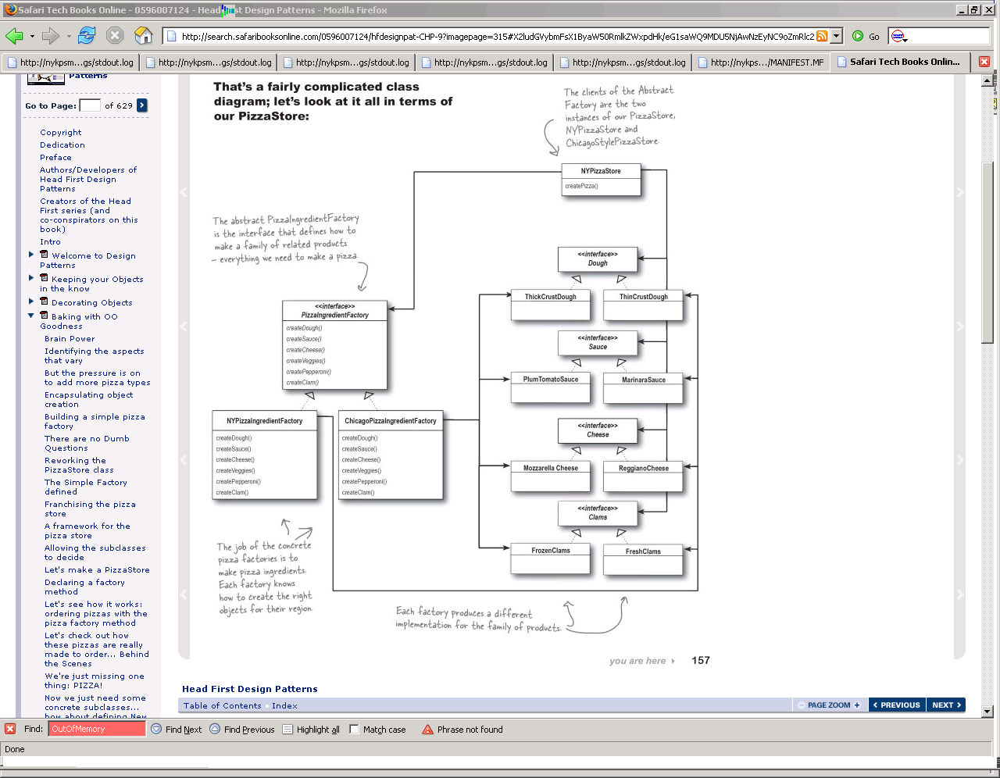 Safari Tech Books Online - 0596007124 - Head First Design Patterns - Mozilla Firefox
http://search.safaribooksonline.com/0596007124/hfdesignpat-CHP-9?imagepage=315#X2ludGVybmFsX1ByaW50RmlkZWxpdHk/eG1saWQ9MDU5NjAwNzEyNC9oZmRlc2
Go
http://nykpsm...gs/stdout.log
http://nykpsm...gs/stdout.log
http://nykpsm...gs/stdout.log
http://nykpsm...gs/stdout.log
http://nykpsm...gs/stdout.log
http://nykps.../MANIFEST.MF
Safari Tech Books Onlin...
Patterns
Go to Page:
of 629
Copyright
Dedication
Preface
Authors/Developers of
Head First Design
Patterns
Creators of the Head
First series (and
co-conspirators on this
book)
Intro
Welcome to Design
Patterns
Keeping your Objects
in the know
Decorating Objects
Baking with OO
Goodness
Brain Power
Identifying the aspects
that vary
But the pressure is on
to add more pizza types
Encapsulating object
creation
Building a simple pizza
factory
There are no Dumb
Questions
Reworking the
PizzaStore class
The Simple Factory
defined
Franchising the pizza
store
A framework for the
pizza store
Allowing the subclasses
to decide
Let's make a PizzaStore
Declaring a factory
method
Let's see how it works:
ordering pizzas with the
pizza factory method
Let's check out how
these pizzas are really
made to order... Behind
the Scenes
We're just missing one
thing: PIZZA!
Now we just need some
concrete subclasses...
how about defining New
That's a fairly complicated class
diagram; let's look at it all in terms of
our PizzaStore:
The clients of the Abstract
Factory are the two
instances of our PizzaStore,
NYPizzaStore and
ChicagoStylePizzaStore.
NYPizzaStore
createPizza()
The abstract PizzaIngredientFactory
is the interface that defines how to
make a family of related products
– everything we need to make a pizza.
<<interface>>
PizzaIngredientFactory
createDough()
createSauce()
createCheese()
createVeggies()
createPepperoni()
createClam()
NYPizzaIngredientFactory
createDough()
createSauce()
createCheese()
createVeggies()
createPepperoni()
createClam()
ChicagoPizzaIngredientFactory
createDough()
createSauce()
createCheese()
createVeggies()
createPepperoni()
createClam()
<<interface>>
Dough
ThickCrustDough
ThinCrustDough
<<interface>>
Sauce
PlumTomatoSauce
MarinaraSauce
<<interface>>
Cheese
Mozzarella Cheese
ReggianoCheese
<<interface>>
Clams
FrozenClams
FreshClams
The job of the concrete
pizza factories is to
make pizza ingredients.
Each factory knows
how to create the right
objects for their region.
Each factory produces a different
implementation for the family of products.
you are here
157
Head First Design Patterns
Table of Contents • Index
PAGE ZOOM
PREVIOUS
NEXT
Find:
OutOfMemory
Find Next
Find Previous
Highlight all
Match case
Phrase not found
Done